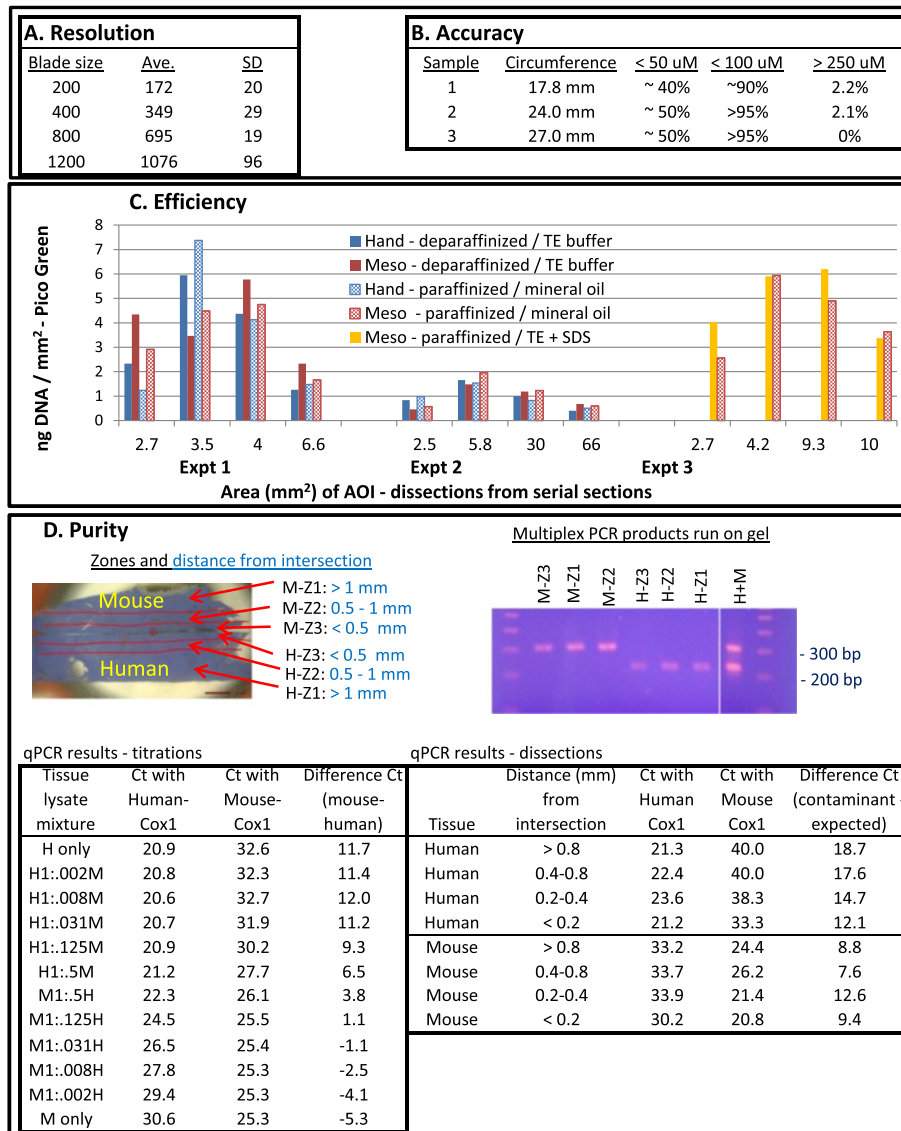 A. Resolution
Blade size Ave. SD
200 172 20
400 349 29
800 695 19
1200 1076 96
B. Accuracy
Sample Circumference < 50 uM < 100 uM > 250 uM
1 17.8 mm ~ 40% ~90% 2.2%
2 24.0 mm ~ 50% >95% 2.1%
3 27.0 mm ~ 50% >95% 0%
C. Efficiency
ng DNA / mm² - Pico Green
8
7
6
5
4
3
2
1
0
Hand - deparaffinized / TE buffer
Meso - deparaffinized / TE buffer
Hand - paraffinized / mineral oil
Meso - paraffinized / mineral oil
Meso - paraffinized / TE + SDS
2.7 3.5 4 6.6 2.5 5.8 30 66 2.7 4.2 9.3 10
Expt 1 Expt 2 Expt 3
Area (mm²) of AOI - dissections from serial sections
D. Purity
Zones and distance from intersection
Mouse
Human
M-Z1: > 1 mm
M-Z2: 0.5 - 1 mm
M-Z3: < 0.5 mm
H-Z3: < 0.5 mm
H-Z2: 0.5 - 1 mm
H-Z1: > 1 mm
Multiplex PCR products run on gel
M-Z3 M-Z1 M-Z2 H-Z3 H-Z2 H-Z1 H+M
- 300 bp
- 200 bp
qPCR results - titrations
Tissue Ct with Ct with Difference Ct
lysate Human- Mouse- (mouse-
mixture Cox1 Cox1 human)
H only 20.9 32.6 11.7
H1:.002M 20.8 32.3 11.4
H1:.008M 20.6 32.7 12.0
H1:.031M 20.7 31.9 11.2
H1:.125M 20.9 30.2 9.3
H1:.5M 21.2 27.7 6.5
M1:.5H 22.3 26.1 3.8
M1:.125H 24.5 25.5 1.1
M1:.031H 26.5 25.4 -1.1
M1:.008H 27.8 25.3 -2.5
M1:.002H 29.4 25.3 -4.1
M only 30.6 25.3 -5.3
qPCR results - dissections
Distance (mm) Ct with Ct with Difference Ct
from Human Mouse (contaminant -
Tissue intersection Cox1 Cox1 expected)
Human > 0.8 21.3 40.0 18.7
Human 0.4-0.8 22.4 40.0 17.6
Human 0.2-0.4 23.6 38.3 14.7
Human < 0.2 21.2 33.3 12.1
Mouse > 0.8 33.2 24.4 8.8
Mouse 0.4-0.8 33.7 26.2 7.6
Mouse 0.2-0.4 33.9 21.4 12.6
Mouse < 0.2 30.2 20.8 9.4